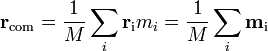 𝐫_com = 1/M ∑_i 𝐫_i m_i = 1/M ∑_i 𝐦_i